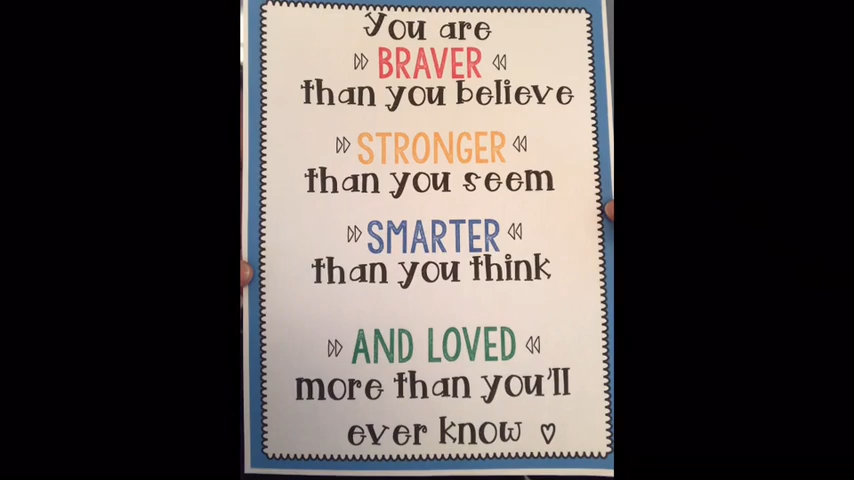 You are
BRAVER
than you believe
STRONGER
than you seem
SMARTER
than you think
AND LOVED
more than you'll
ever know